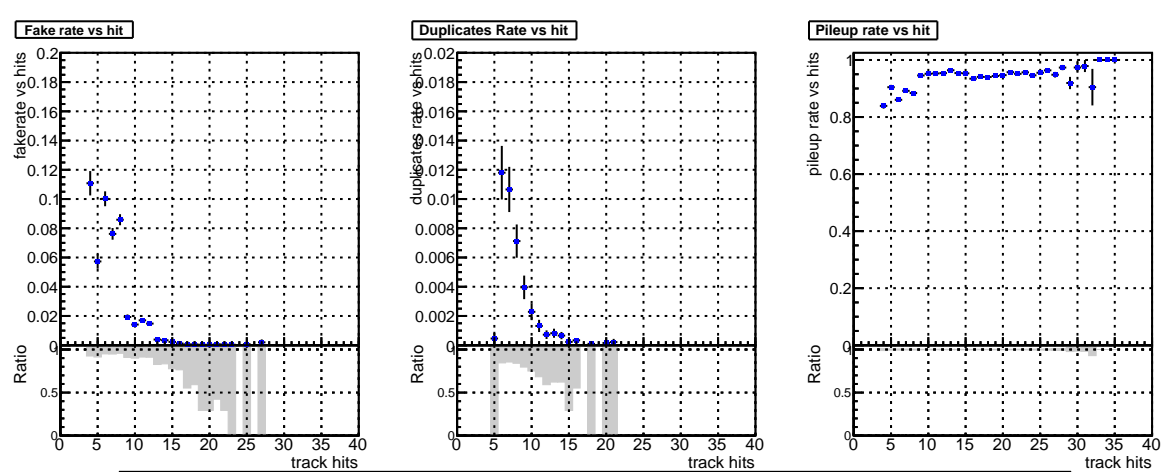 Fake rate vs hit
fakerate vs hits
0.2
0.18
0.16
0.14
0.12
0.1
0.08
0.06
0.04
0.02
0
Ratio
1
0.5
0
0 5 10 15 20 25 30 35 40
track hits
Duplicates Rate vs hit
duplicates rate vs hits
0.02
0.018
0.016
0.014
0.012
0.01
0.008
0.006
0.004
0.002
0
Ratio
1
0.5
0
0 5 10 15 20 25 30 35 40
track hits
Pileup rate vs hit
pileup rate vs hits
1
0.8
0.6
0.4
0.2
0
Ratio
1
0.5
0
0 5 10 15 20 25 30 35 40
track hits